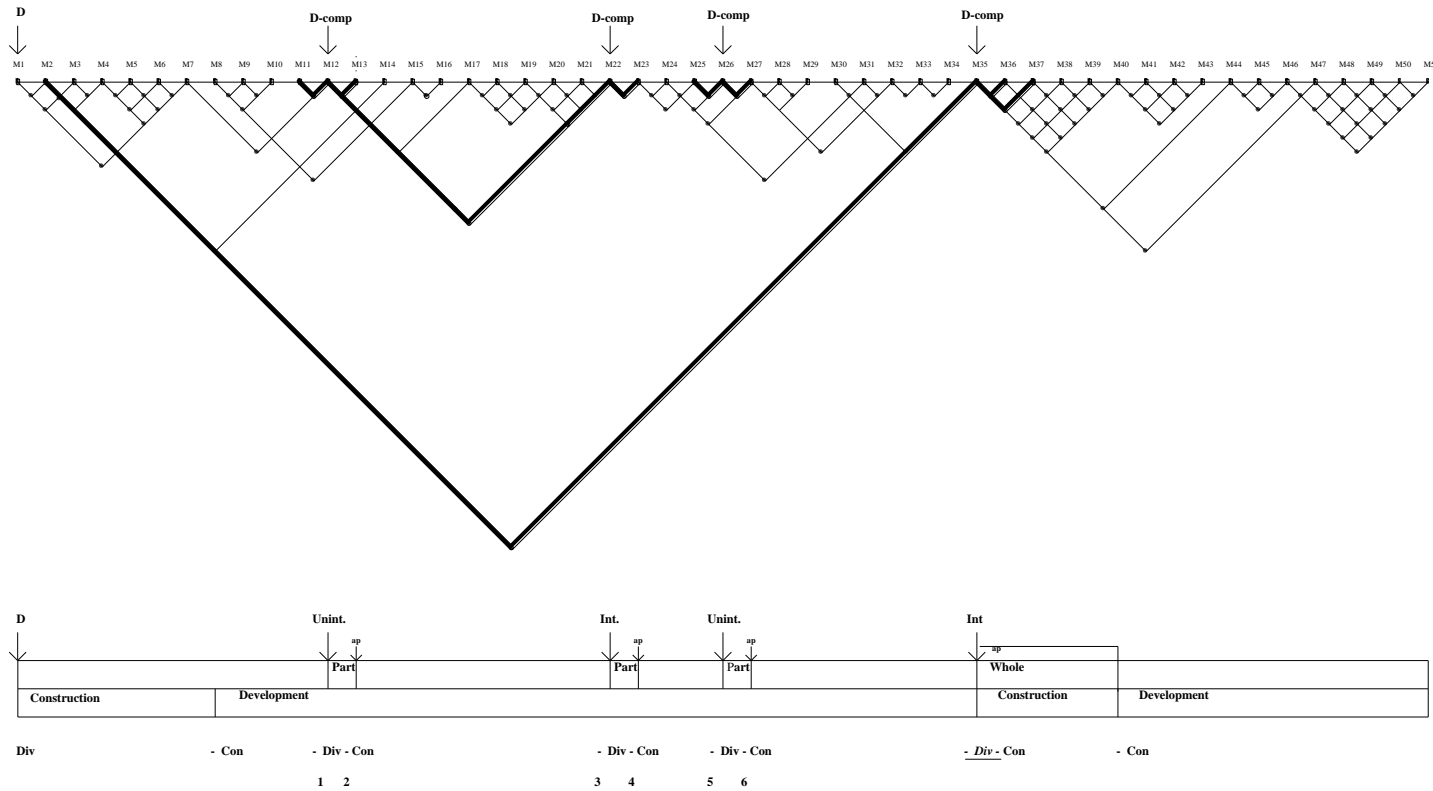 D D-comp D-comp D-comp D-comp
M1 M2 M3 M4 M5 M6 M7 M8 M9 M10 M11 M12 M13 M14 M15 M16 M17 M18 M19 M20 M21 M22 M23 M24 M25 M26 M27 M28 M29 M30 M31 M32 M33 M34 M35 M36 M37 M38 M39 M40 M41 M42 M43 M44 M45 M46 M47 M48 M49 M50
D Unint. Int. Unint. Int
ap ap ap ap
Part Part Part Whole
Construction Development Construction Development
Div - Con - Div - Con - Div - Con - Div - Con - Div - Con - Con
1 2 3 4 5 6